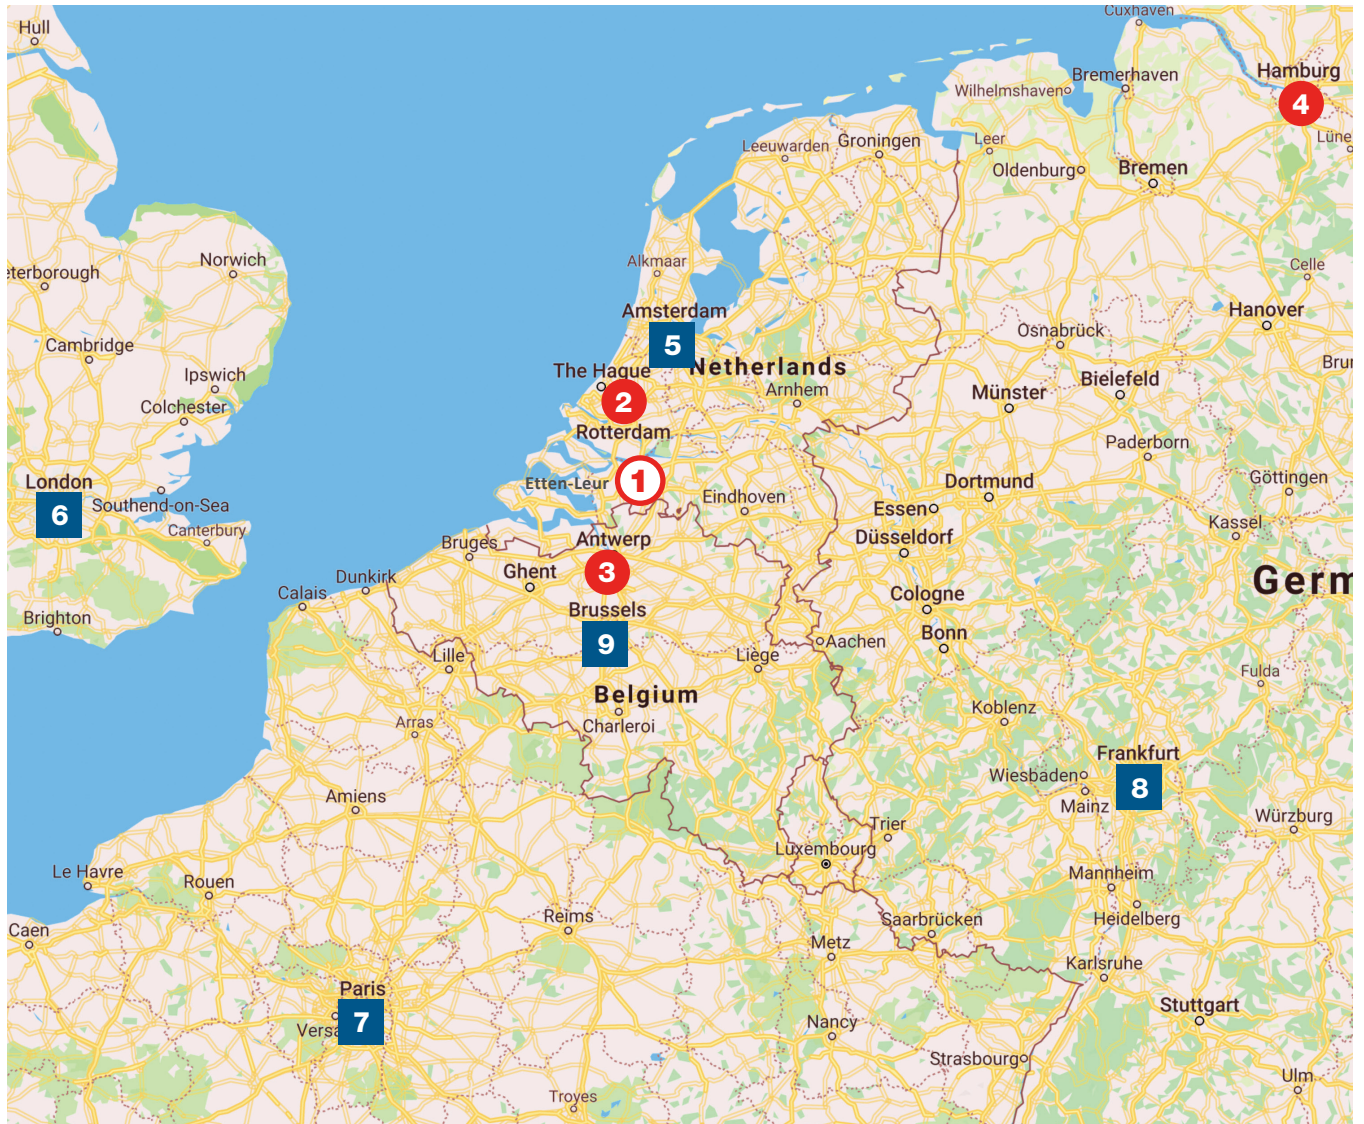 Hull
Cuxhaven
Hamburg
4
Bremerhaven
Wilhelmshaven
Lüne
Leeuwarden
Groningen
Leer
Oldenburg
Bremen
Norwich
Alkmaar
Celle
eterborough
Amsterdam
5
Hanover
Osnabrück
Cambridge
Netherlands
Brun
The Hague
2
Ipswich
Arnhem
Münster
Bielefeld
Colchester
Rotterdam
Paderborn
London
6
Etten-Leur
1
Dortmund
Göttingen
Southend-on-Sea
Eindhoven
Essen
Kassel
Canterbury
Bruges
Antwerp
3
Düsseldorf
Dunkirk
Ghent
Germ
Calais
Brussels
9
Cologne
Brighton
Bonn
Aachen
Lille
Liège
Fulda
Belgium
Koblenz
Arras
Charleroi
Frankfurt
8
Wiesbaden
Amiens
Mainz
Würzburg
Trier
Luxembourg
Le Havre
Rouen
Mannheim
Reims
Saarbrücken
Heidelberg
Caen
Metz
Karlsruhe
Paris
7
Stuttgart
Versa
Nancy
Strasbourg
Ulm
Troyes